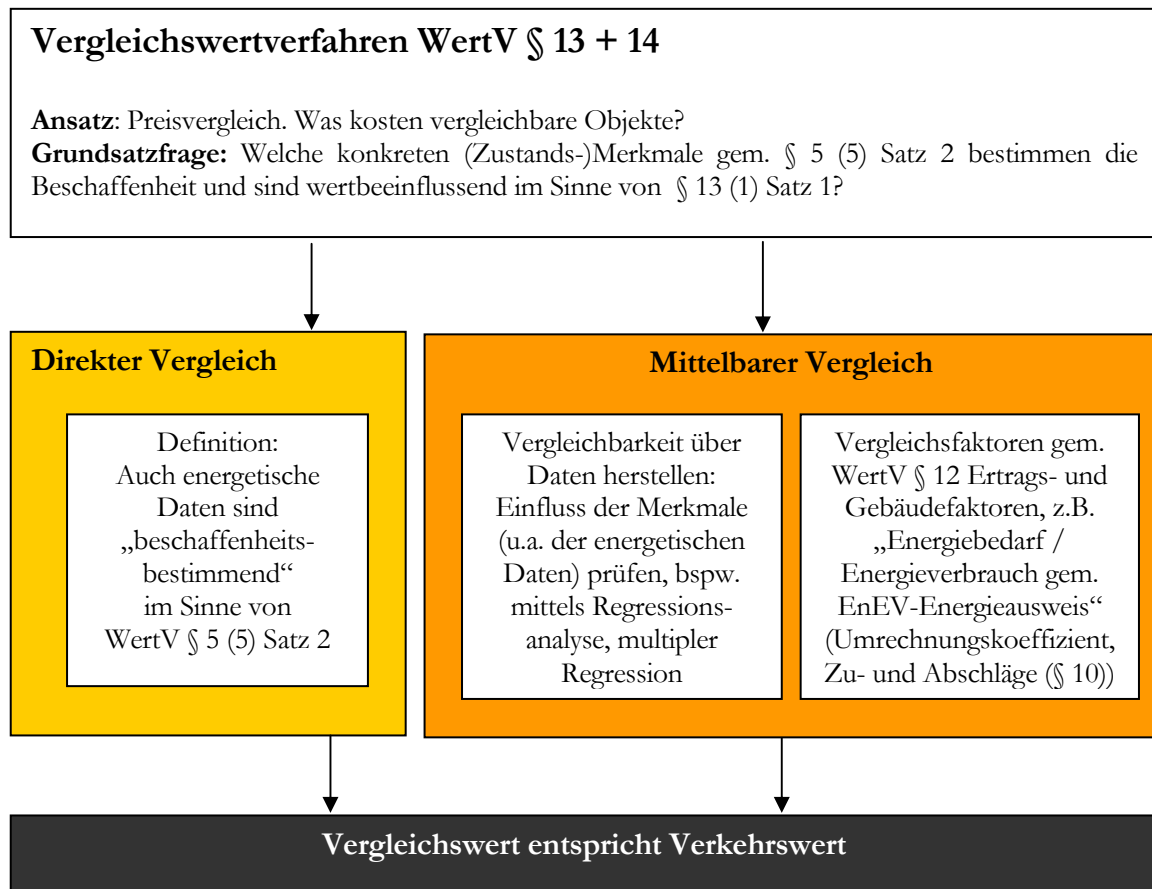 Vergleichswertverfahren WertV § 13 + 14
Ansatz: Preisvergleich. Was kosten vergleichbare Objekte?
Grundsatzfrage: Welche konkreten (Zustands-)Merkmale gem. § 5 (5) Satz 2 bestimmen die
Beschaffenheit und sind wertbeeinflussend im Sinne von § 13 (1) Satz 1?
Direkter Vergleich
Definition:
Auch energetische
Daten sind
„beschaffenheits-
bestimmend“
im Sinne von
WertV § 5 (5) Satz 2
Mittelbarer Vergleich
Vergleichbarkeit über
Daten herstellen:
Einfluss der Merkmale
(u.a. der energetischen
Daten) prüfen, bspw.
mittels Regressions-
analyse, multipler
Regression
Vergleichsfaktoren gem.
WertV § 12 Ertrags- und
Gebäudefaktoren, z.B.
„Energiebedarf /
Energieverbrauch gem.
EnEV-Energieausweis“
(Umrechnungskoeffizient,
Zu- und Abschläge (§ 10))
Vergleichswert entspricht Verkehrswert